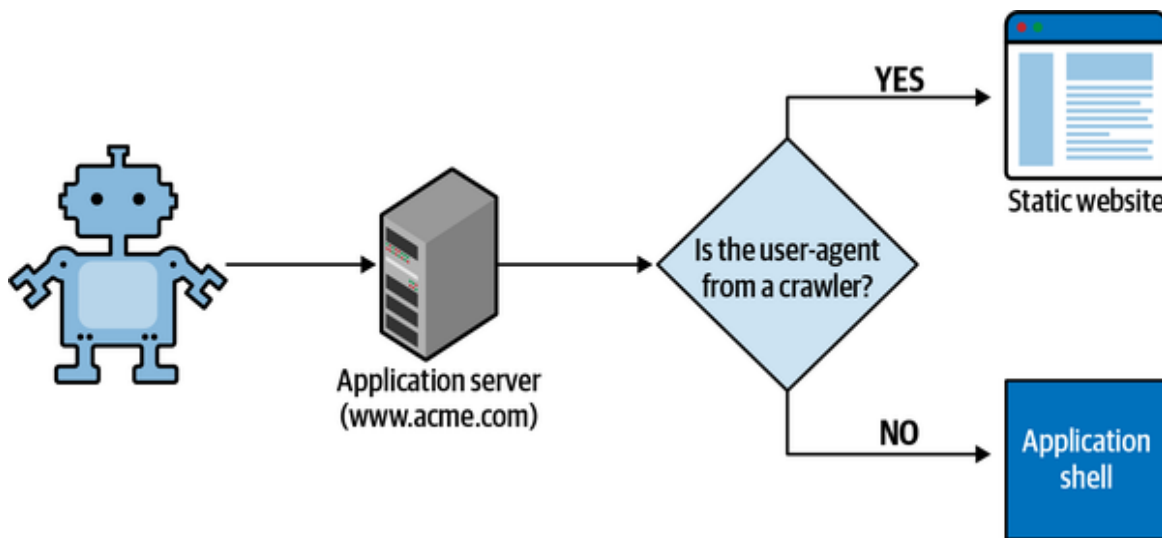 YES
Static website
Is the user-agent
from a crawler?
Application server
(www.acme.com)
NO
Application
shell